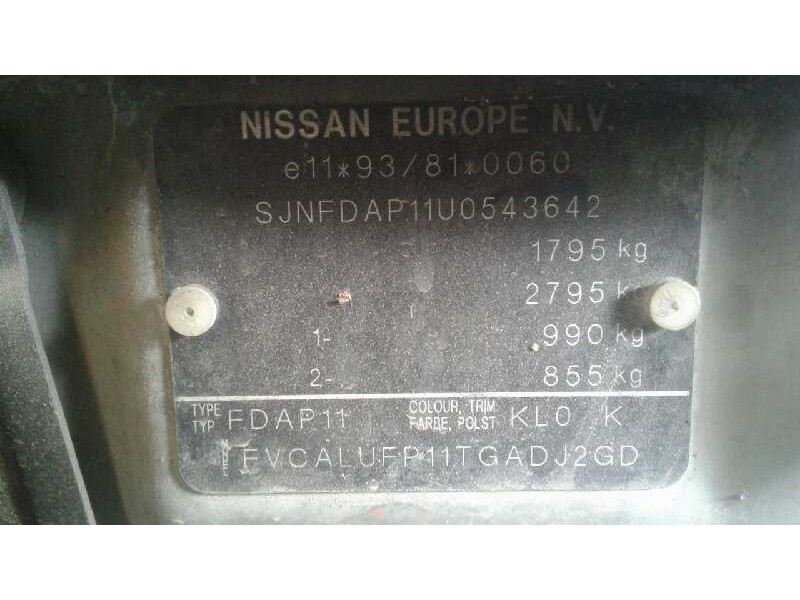 NISSAN EUROPE N.V.
e11*93/81*0060
SJNFDAP11U0543642
1795 kg
2795 k
1- 990 kg
2- 855 kg
TYPE TYP FDAP11 COLOUR, TRIM FARBE, POLST KL0 K
FVCALUFP11TGADJ2GD